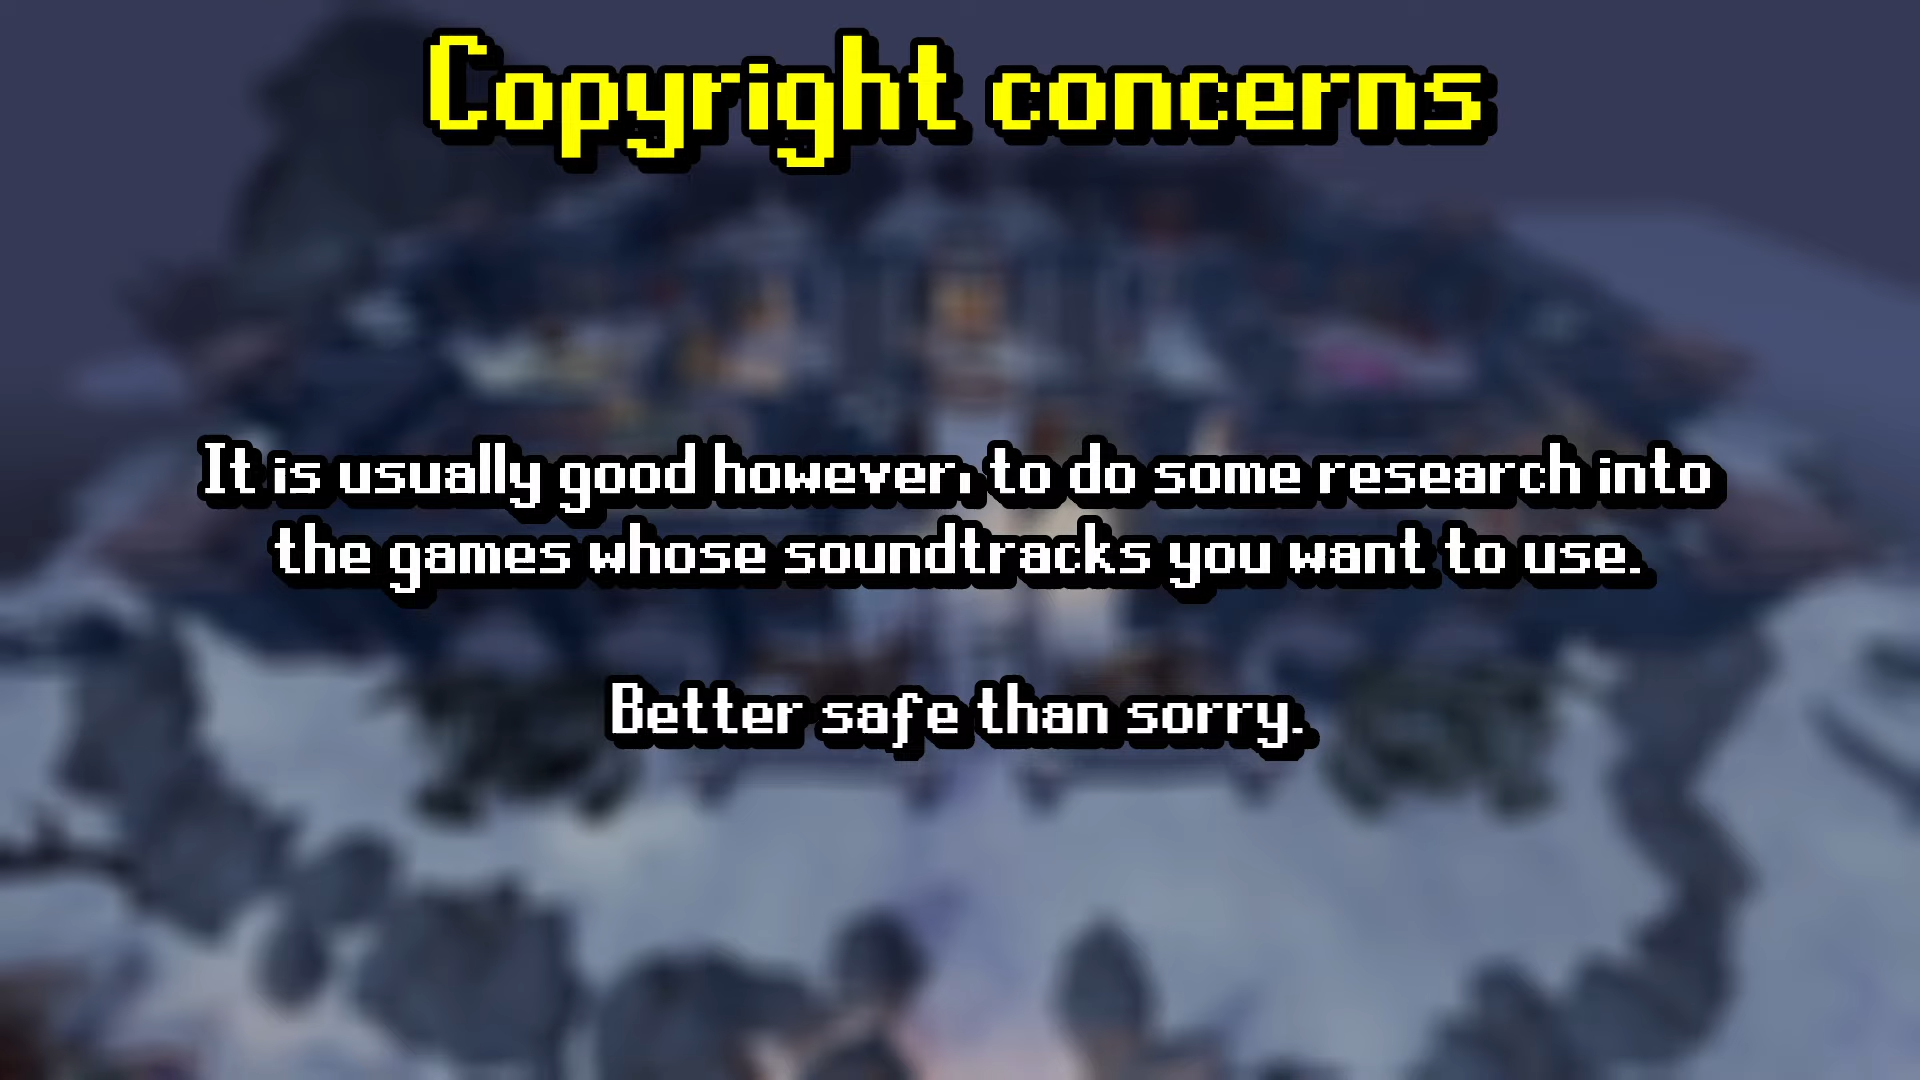 Copyright concerns
It is usually good however, to do some research into
the games whose soundtracks you want to use.
Better safe than sorry.